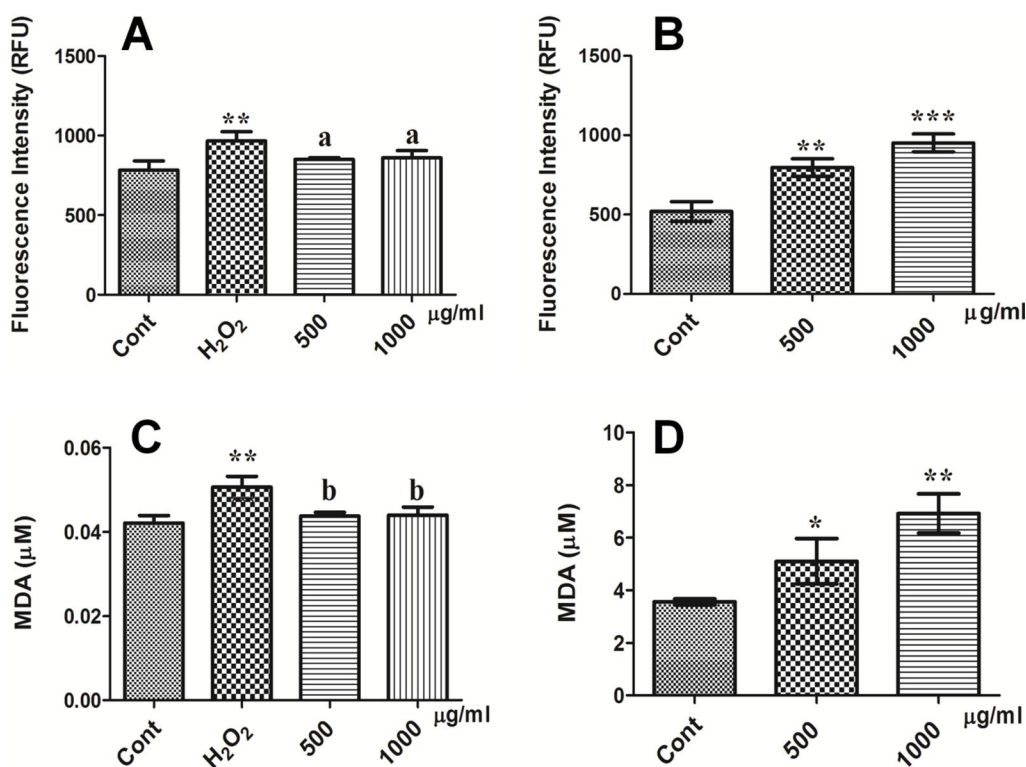 A
Fluorescence Intensity (RFU)
1500
1000
500
0
**
a
a
Cont
H₂O₂
500
1000
μg/ml
B
Fluorescence Intensity (RFU)
1500
1000
500
0
**
***
Cont
500
1000
μg/ml
C
MDA (μM)
0.06
0.04
0.02
0.00
**
b
b
Cont
H₂O₂
500
1000
μg/ml
D
MDA (μM)
10
8
6
4
2
0
*
**
Cont
500
1000
μg/ml